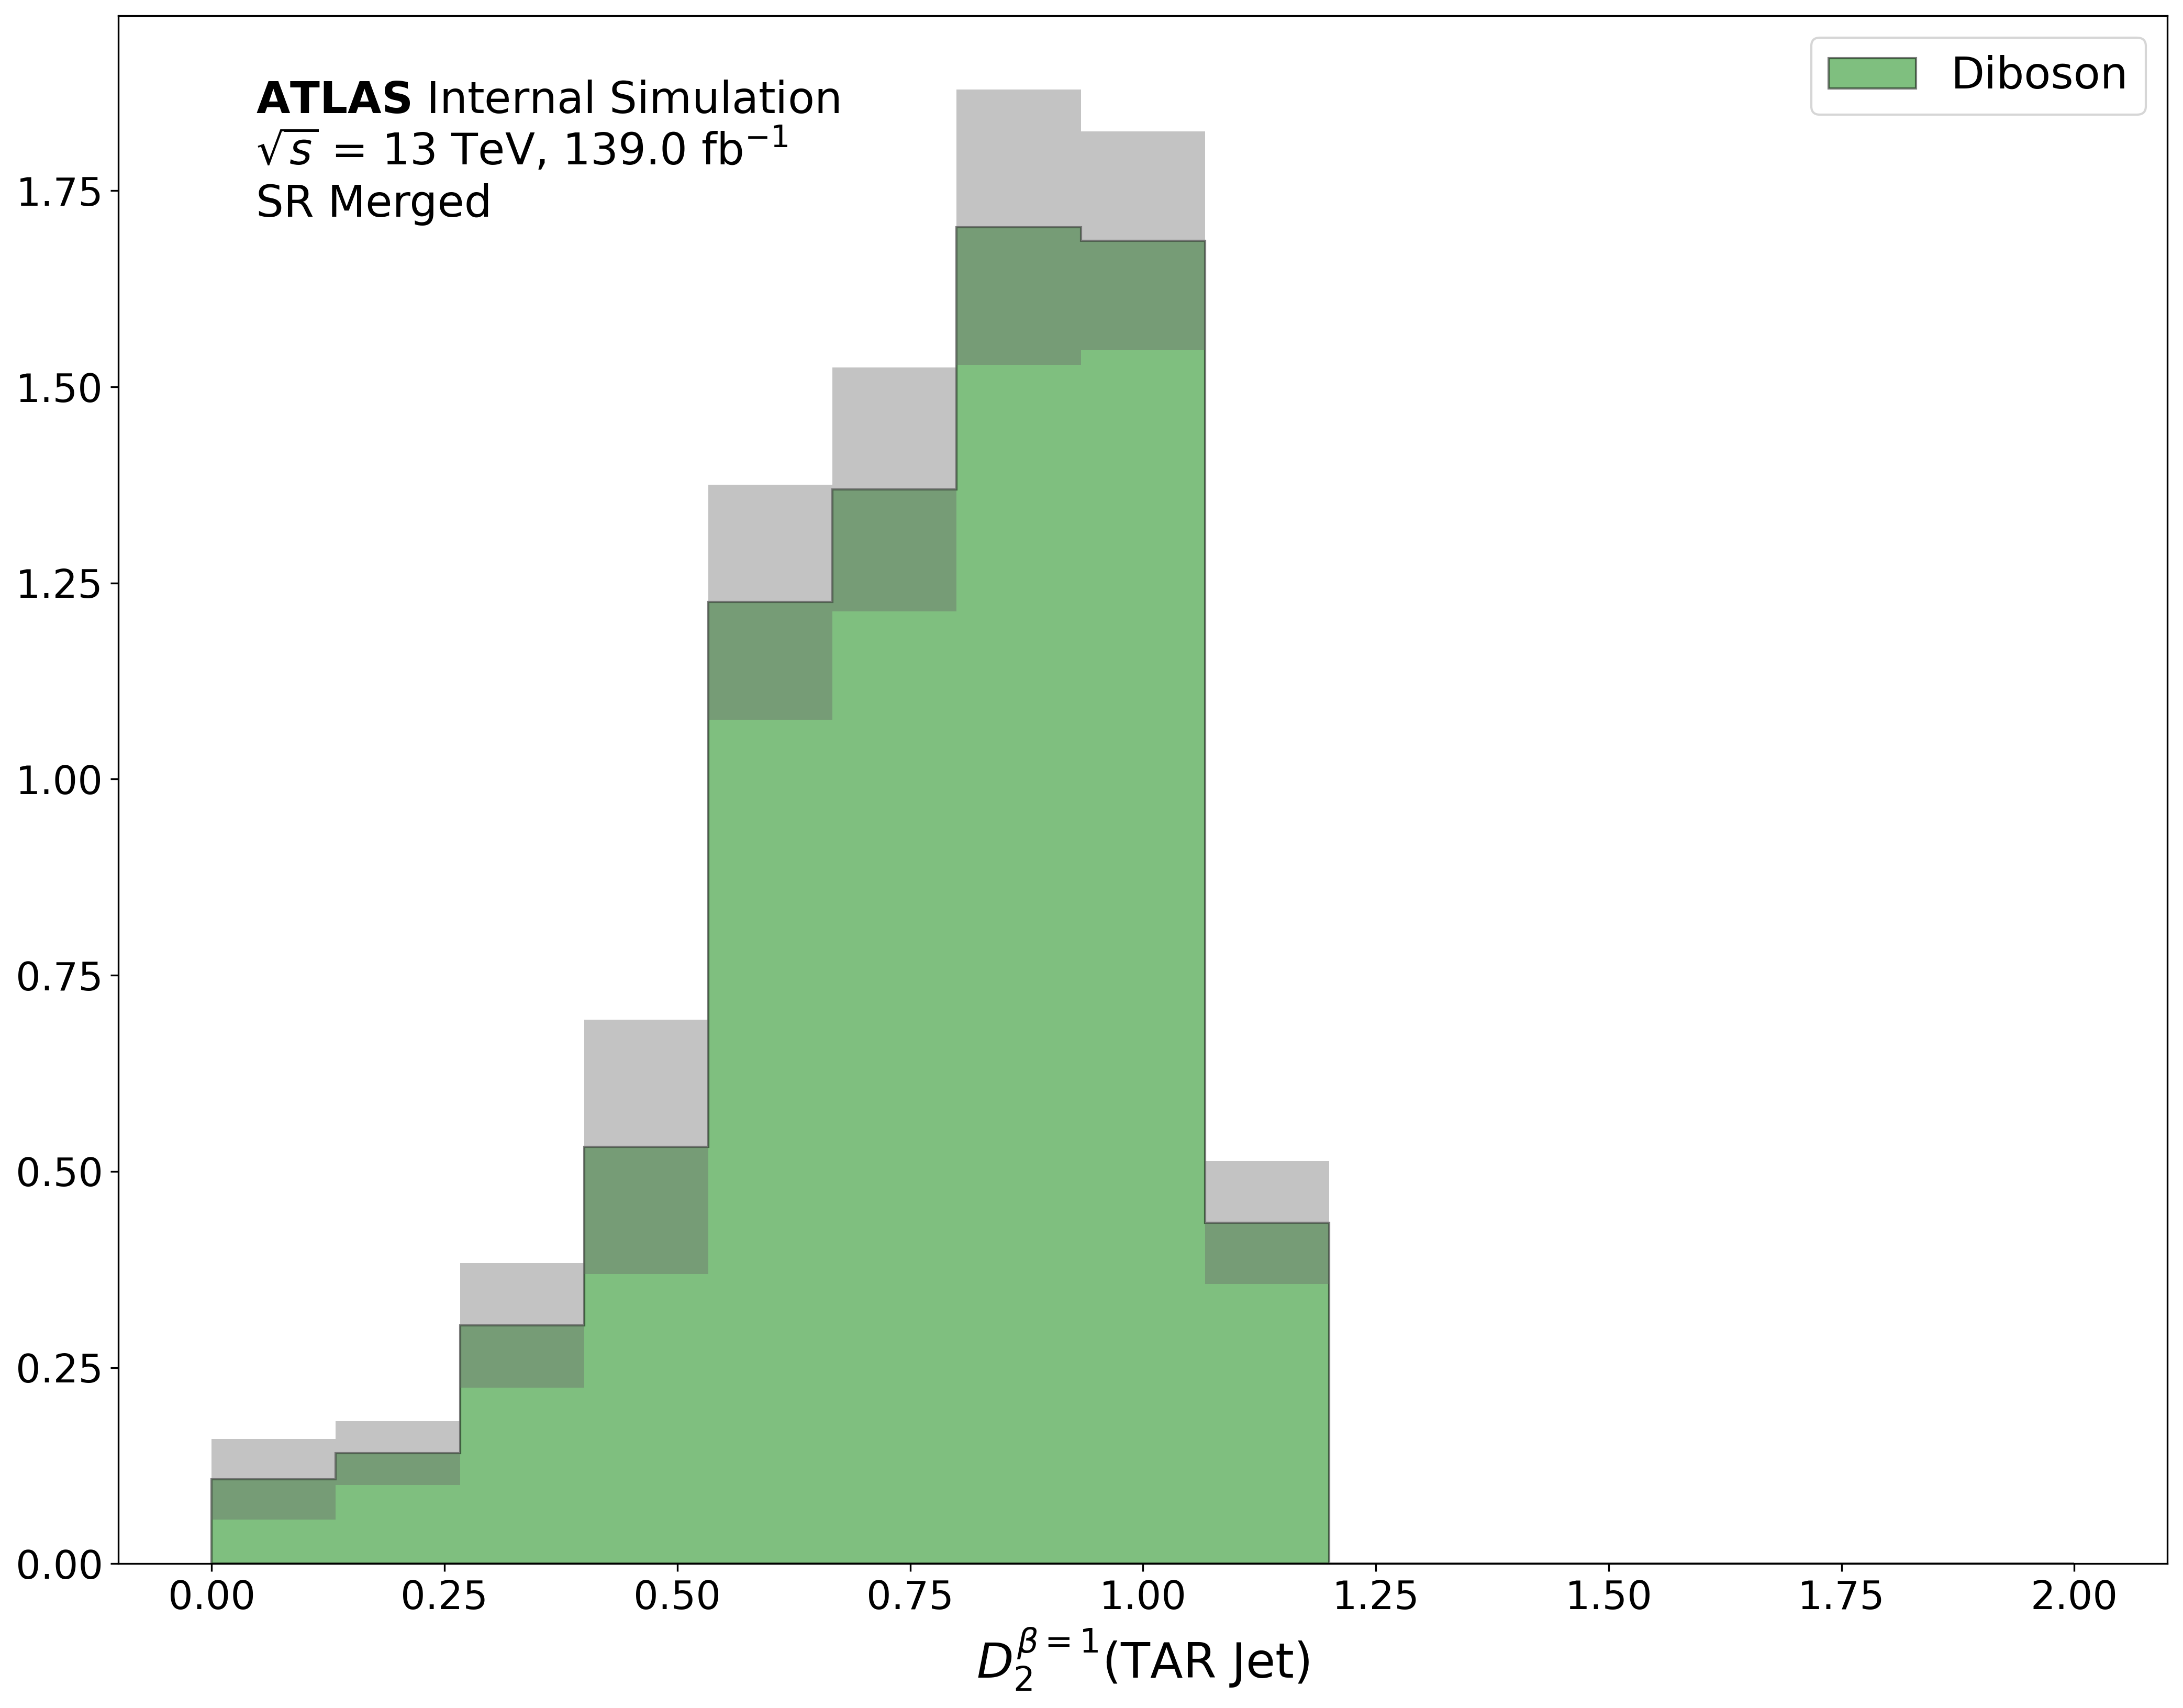 ATLAS Internal Simulation
√s = 13 TeV, 139.0 fb⁻¹
SR Merged
Diboson
1.75
1.50
1.25
1.00
0.75
0.50
0.25
0.00
0.00 0.25 0.50 0.75 1.00 1.25 1.50 1.75 2.00
D₂^{β=1}(TAR Jet)